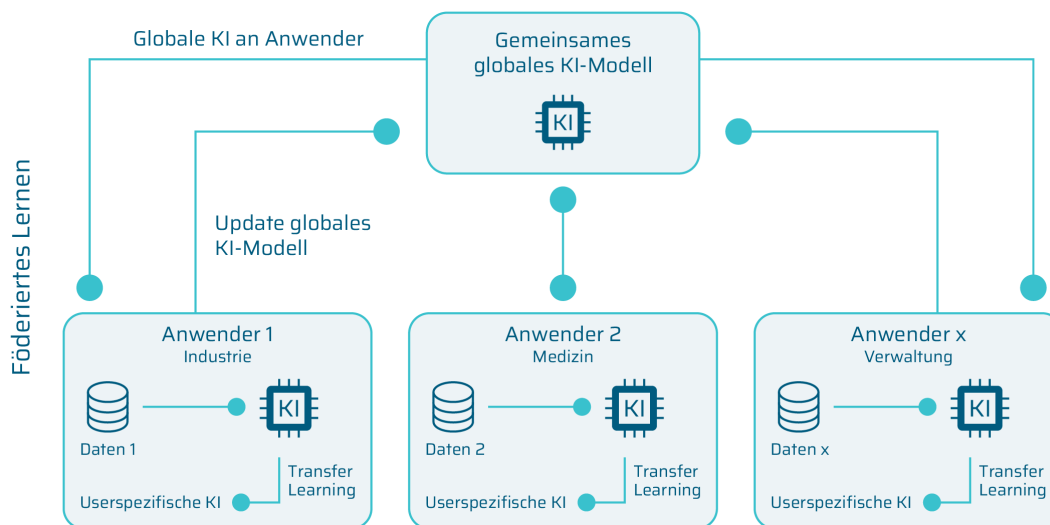 Föderiertes Lernen
Globale KI an Anwender
Gemeinsames
globales KI-Modell
KI
Update globales
KI-Modell
Anwender 1
Industrie
KI
Daten 1
Transfer
Learning
Userspezifische KI
Anwender 2
Medizin
KI
Daten 2
Transfer
Learning
Userspezifische KI
Anwender x
Verwaltung
KI
Daten x
Transfer
Learning
Userspezifische KI